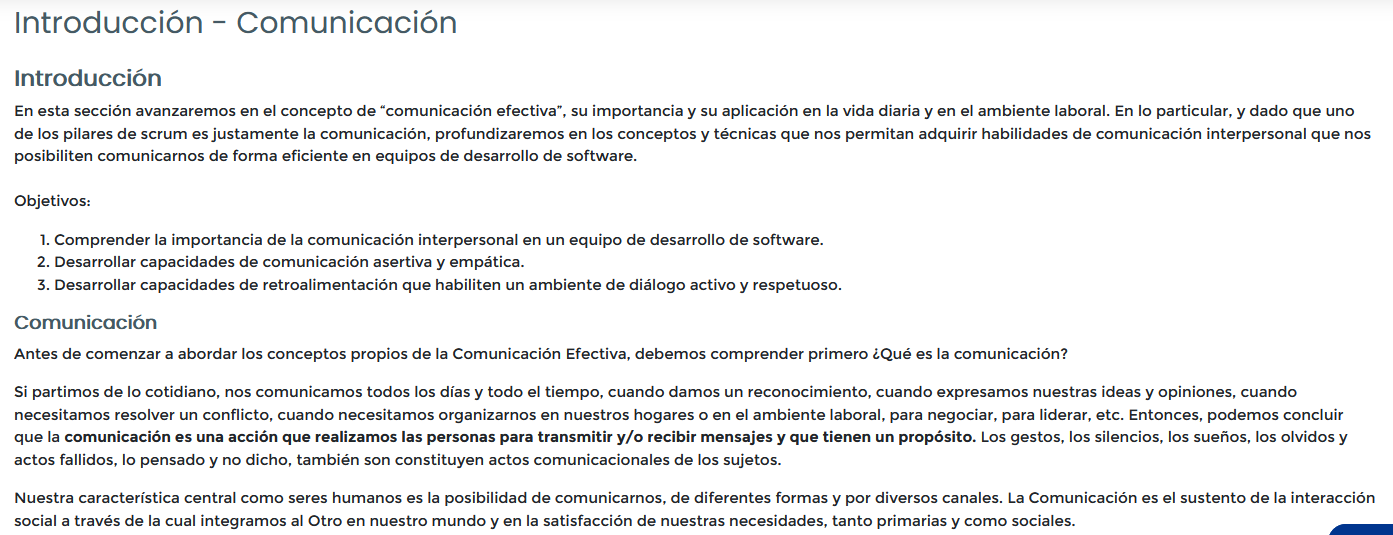 Introducción - Comunicación
Introducción
En esta sección avanzaremos en el concepto de “comunicación efectiva”, su importancia y su aplicación en la vida diaria y en el ambiente laboral. En lo particular, y dado que uno
de los pilares de scrum es justamente la comunicación, profundizaremos en los conceptos y técnicas que nos permitan adquirir habilidades de comunicación interpersonal que nos
posibiliten comunicarnos de forma eficiente en equipos de desarrollo de software.
Objetivos:
1. Comprender la importancia de la comunicación interpersonal en un equipo de desarrollo de software.
2. Desarrollar capacidades de comunicación asertiva y empática.
3. Desarrollar capacidades de retroalimentación que habiliten un ambiente de diálogo activo y respetuoso.
Comunicación
Antes de comenzar a abordar los conceptos propios de la Comunicación Efectiva, debemos comprender primero ¿Qué es la comunicación?
Si partimos de lo cotidiano, nos comunicamos todos los días y todo el tiempo, cuando damos un reconocimiento, cuando expresamos nuestras ideas y opiniones, cuando
necesitamos resolver un conflicto, cuando necesitamos organizarnos en nuestros hogares o en el ambiente laboral, para negociar, para liderar, etc. Entonces, podemos concluir
que la comunicación es una acción que realizamos las personas para transmitir y/o recibir mensajes y que tienen un propósito. Los gestos, los silencios, los sueños, los olvidos y
actos fallidos, lo pensado y no dicho, también son constituyen actos comunicacionales de los sujetos.
Nuestra característica central como seres humanos es la posibilidad de comunicarnos, de diferentes formas y por diversos canales. La Comunicación es el sustento de la interacción
social a través de la cual integramos al Otro en nuestro mundo y en la satisfacción de nuestras necesidades, tanto primarias y como sociales.